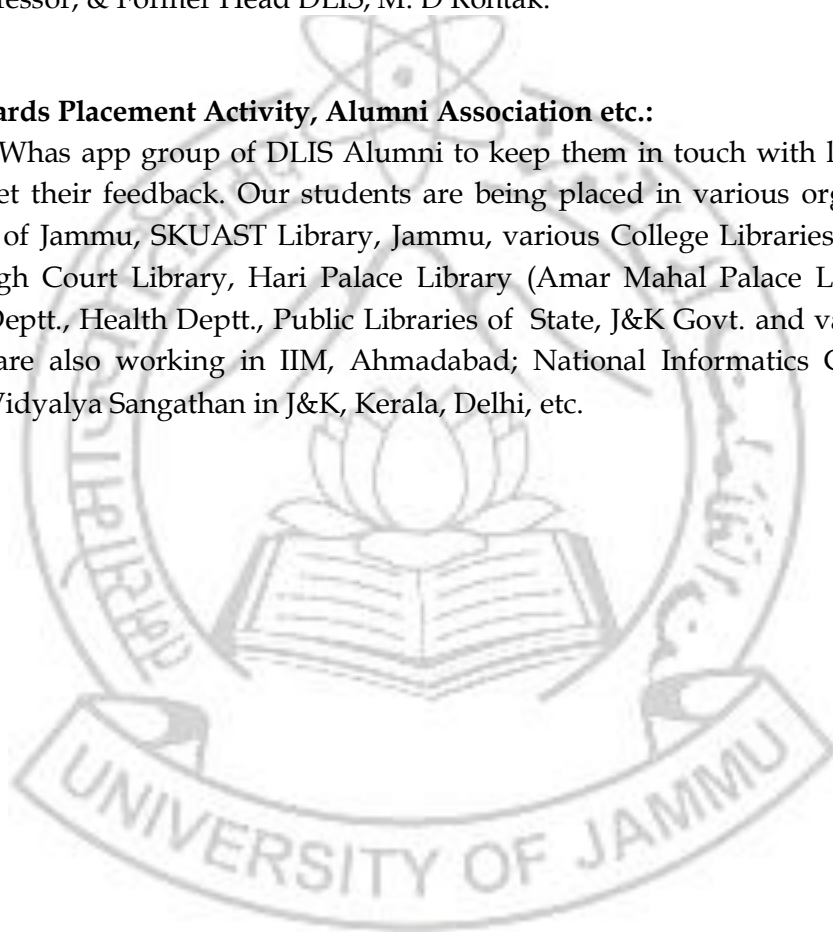 essor, & Former Head DLIS, M. D Rohtak.
ards Placement Activity, Alumni Association etc.:
Whas app group of DLIS Alumni to keep them in touch with l
et their feedback. Our students are being placed in various org
of Jammu, SKUAST Library, Jammu, various College Libraries
gh Court Library, Hari Palace Library (Amar Mahal Palace L
Deptt., Health Deptt., Public Libraries of State, J&K Govt. and va
are also working in IIM, Ahmadabad; National Informatics C
Vidyalya Sangathan in J&K, Kerala, Delhi, etc.
UNIVERSITY OF JAMMU